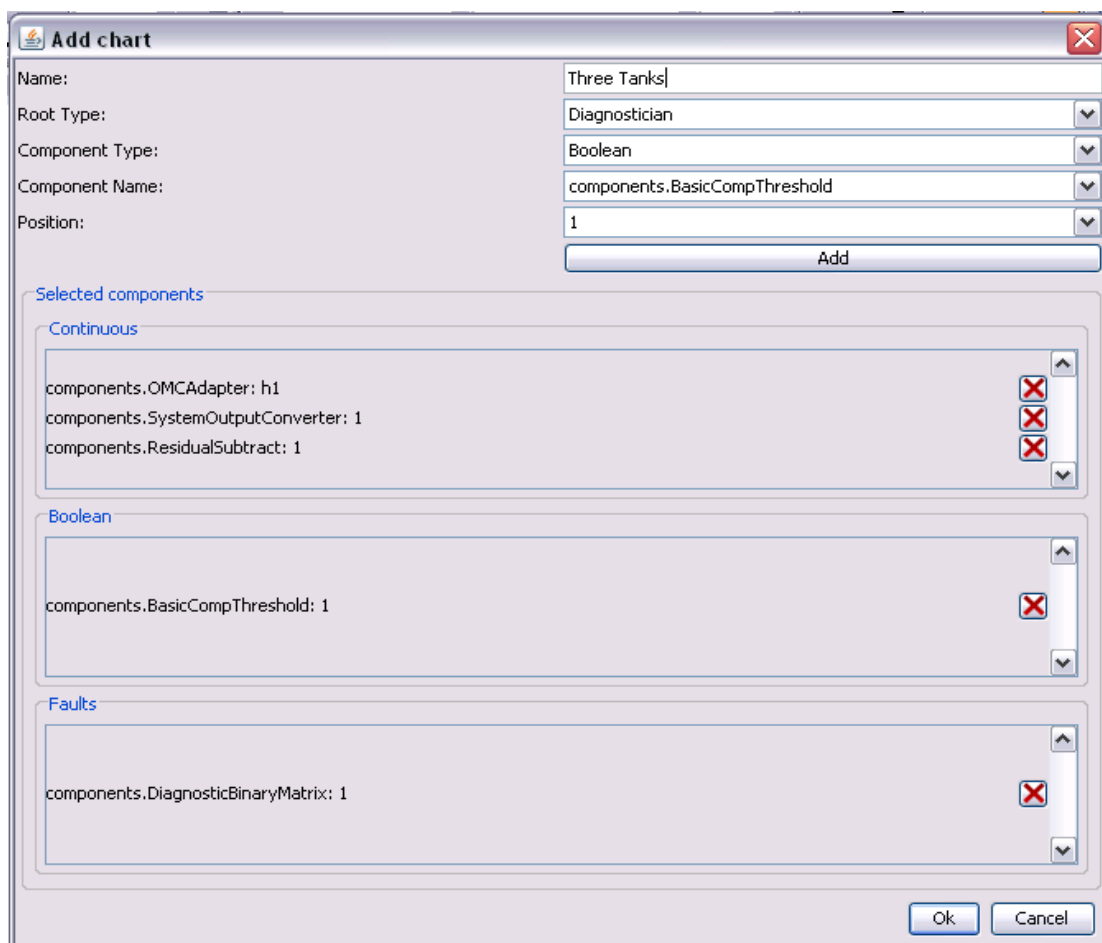 Add chart
Name: Three Tanks
Root Type: Diagnostician
Component Type: Boolean
Component Name: components.BasicCompThreshold
Position: 1
Add
Selected components
Continuous
components.OMCAdapter: h1
components.SystemOutputConverter: 1
components.ResidualSubtract: 1
Boolean
components.BasicCompThreshold: 1
Faults
components.DiagnosticBinaryMatrix: 1
Ok Cancel